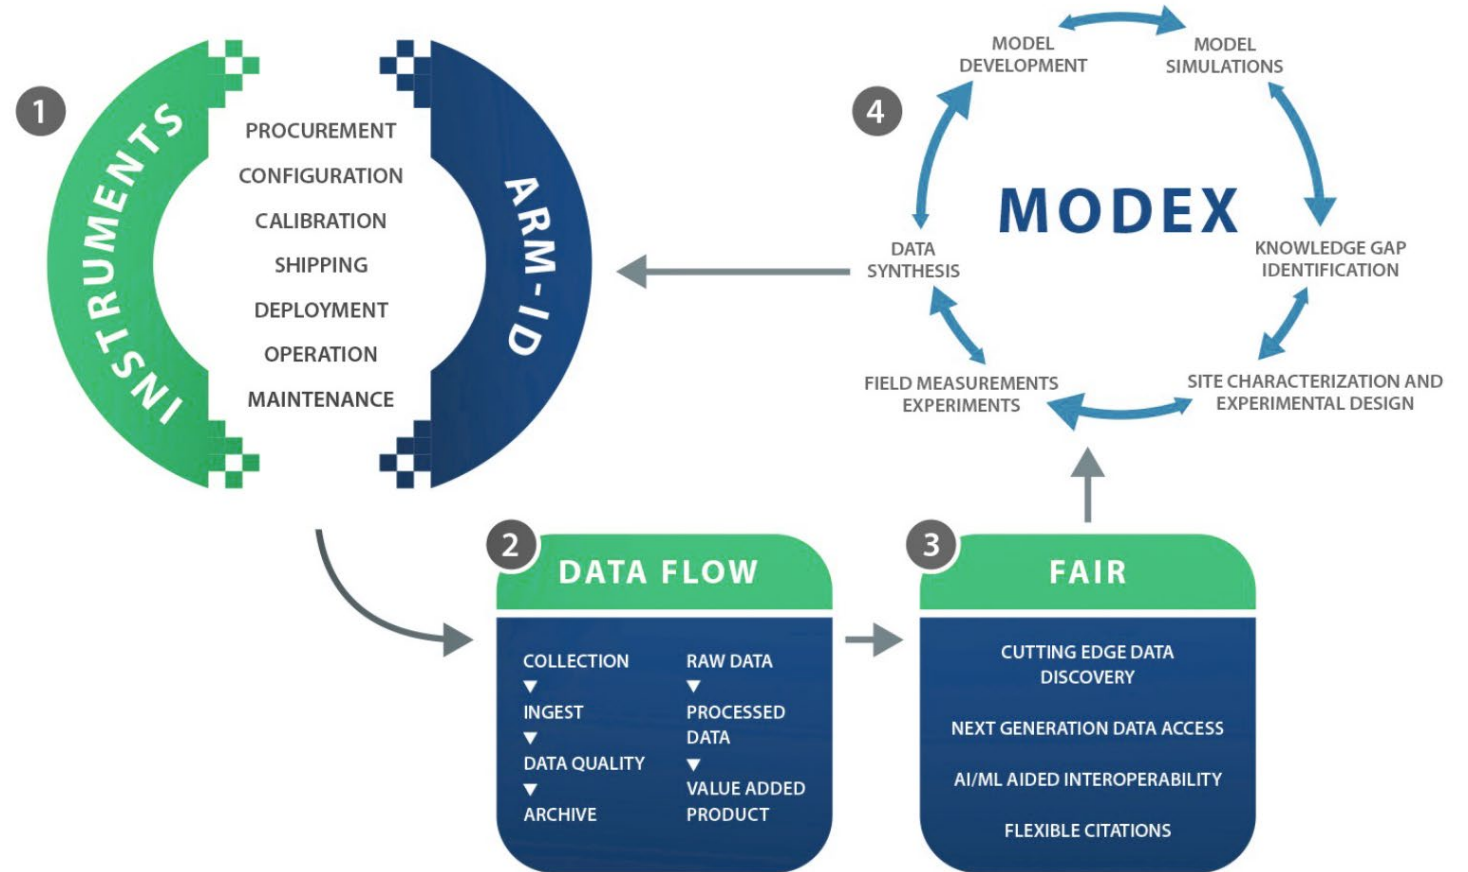 1
INSTRUMENTS
PROCUREMENT
CONFIGURATION
CALIBRATION
SHIPPING
DEPLOYMENT
OPERATION
MAINTENANCE
ARM-ID
2
DATA FLOW
COLLECTION
INGEST
DATA QUALITY
ARCHIVE
RAW DATA
PROCESSED
DATA
VALUE ADDED
PRODUCT
3
FAIR
CUTTING EDGE DATA
DISCOVERY
NEXT GENERATION DATA ACCESS
AI/ML AIDED INTEROPERABILITY
FLEXIBLE CITATIONS
4
MODEX
MODEL
DEVELOPMENT
MODEL
SIMULATIONS
KNOWLEDGE GAP
IDENTIFICATION
SITE CHARACTERIZATION AND
EXPERIMENTAL DESIGN
FIELD MEASUREMENTS
EXPERIMENTS
DATA
SYNTHESIS